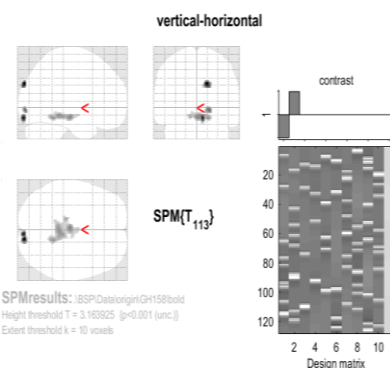 vertical-horizontal
<
<
<
SPM{T₁₁₃}
SPMresults: .\BSP\Data\origin\GH158\bold
Height threshold T = 3.163925 {p<0.001 (unc.)}
Extent threshold k = 10 voxels
contrast
1
20
40
60
80
100
120
2 4 6 8 10
Design matrix